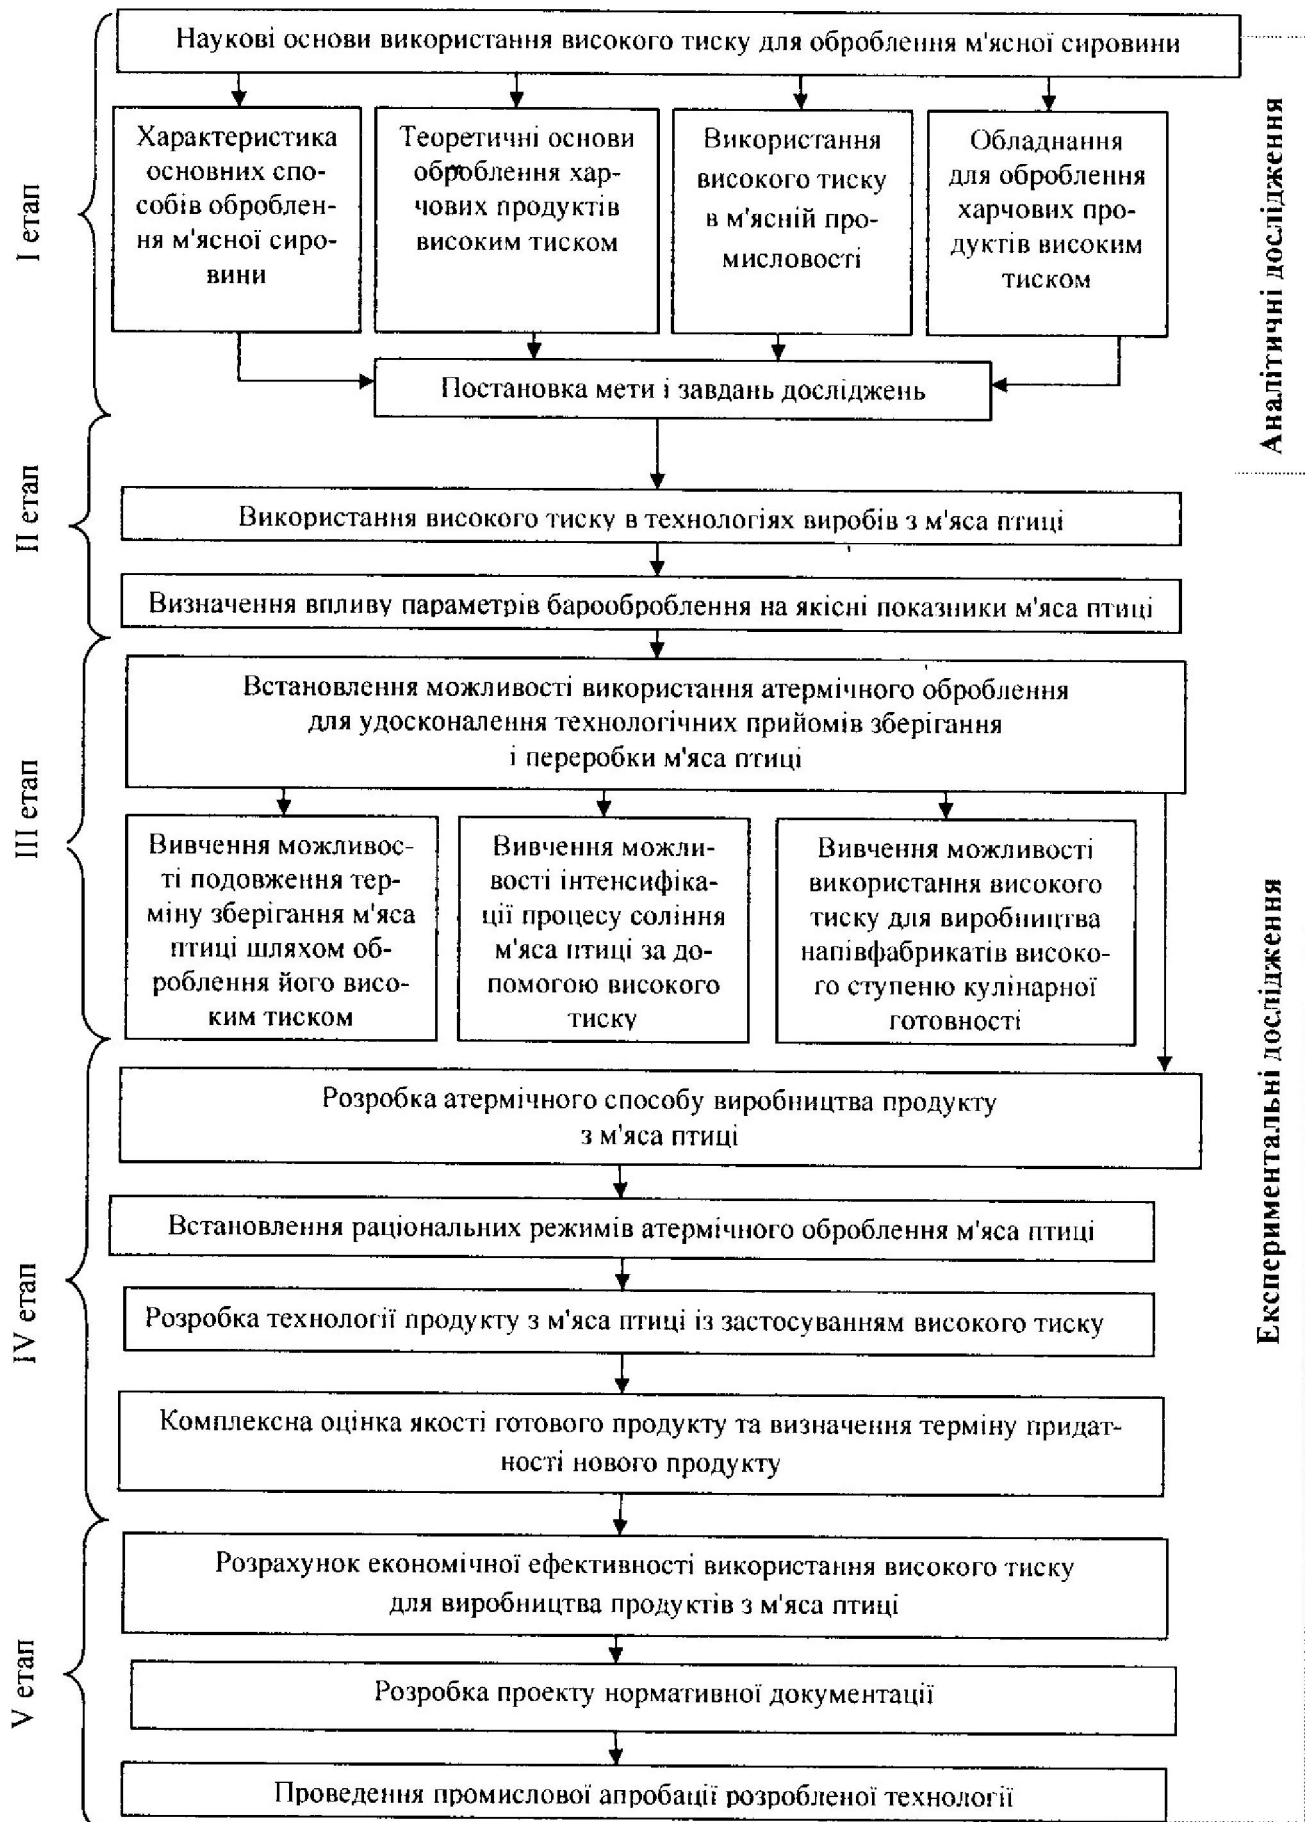 Наукові основи використання високого тиску для оброблення м'ясної сировини
Характеристика
основних спо-
собів оброблен-
ня м'ясної сиро-
вини
Теоретичні основи
оброблення хар-
чових продуктів
високим тиском
Використання
високого тиску
в м'ясній про-
мисловості
Обладнання
для оброблення
харчових про-
дуктів високим
тиском
Постановка мети і завдань досліджень
І етап
Аналітичні дослідження
Використання високого тиску в технологіях виробів з м'яса птиці
Визначення впливу параметрів барооброблення на якісні показники м'яса птиці
ІІ етап
Встановлення можливості використання атермічного оброблення
для удосконалення технологічних прийомів зберігання
і переробки м'яса птиці
Вивчення можливос-
ті подовження тер-
міну зберігання м'яса
птиці шляхом об-
роблення його висо-
ким тиском
Вивчення можли-
вості інтенсифіка-
ції процесу соління
м'яса птиці за до-
помогою високого
тиску
Вивчення можливості
використання високого
тиску для виробництва
напівфабрикатів високо-
го ступеню кулінарної
готовності
ІІІ етап
Розробка атермічного способу виробництва продукту
з м'яса птиці
Встановлення раціональних режимів атермічного оброблення м'яса птиці
Розробка технології продукту з м'яса птиці із застосуванням високого тиску
Комплексна оцінка якості готового продукту та визначення терміну придат-
ності нового продукту
IV етап
Експериментальні дослідження
Розрахунок економічної ефективності використання високого тиску
для виробництва продуктів з м'яса птиці
Розробка проекту нормативної документації
Проведення промислової апробації розробленої технології
V етап